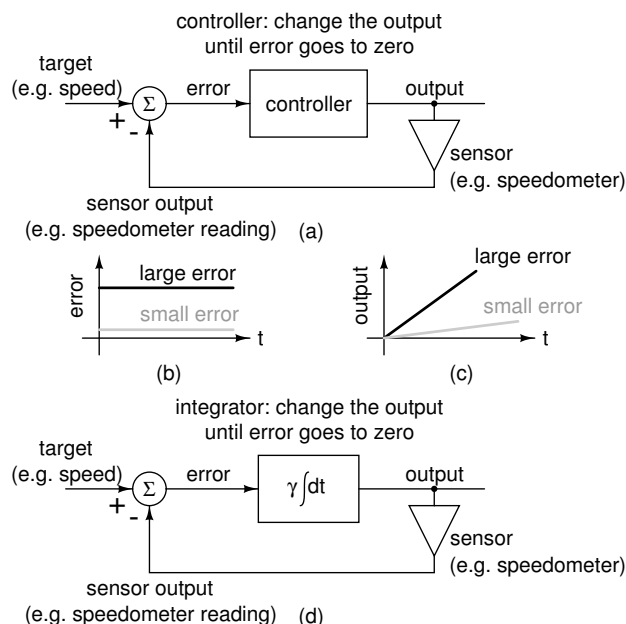 controller: change the output
until error goes to zero
target
(e.g. speed)
Σ
error
controller
output
+
-
sensor
(e.g. speedometer)
sensor output
(e.g. speedometer reading)
(a)
error
large error
small error
t
(b)
output
large error
small error
t
(c)
integrator: change the output
until error goes to zero
target
(e.g. speed)
Σ
error
γ∫dt
output
+
-
sensor
(e.g. speedometer)
sensor output
(e.g. speedometer reading)
(d)